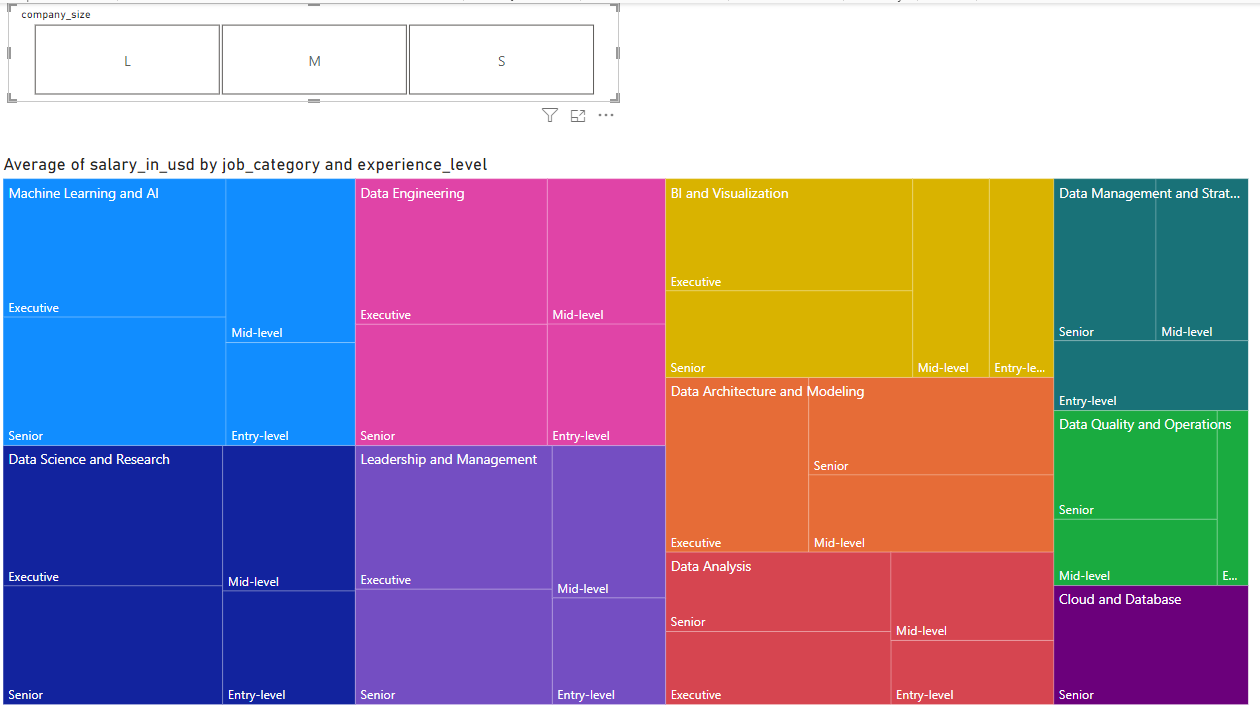 company_size
L
M
S
Average of salary_in_usd by job_category and experience_level
Machine Learning and AI
Executive
Senior
Mid-level
Entry-level
Data Science and Research
Executive
Senior
Mid-level
Entry-level
Data Engineering
Executive
Senior
Mid-level
Entry-level
Leadership and Management
Executive
Senior
Mid-level
Entry-level
BI and Visualization
Executive
Senior
Mid-level
Entry-le...
Data Architecture and Modeling
Executive
Senior
Mid-level
Data Analysis
Senior
Executive
Mid-level
Entry-level
Data Management and Strat...
Senior
Mid-level
Entry-level
Data Quality and Operations
Senior
Mid-level
E...
Cloud and Database
Senior